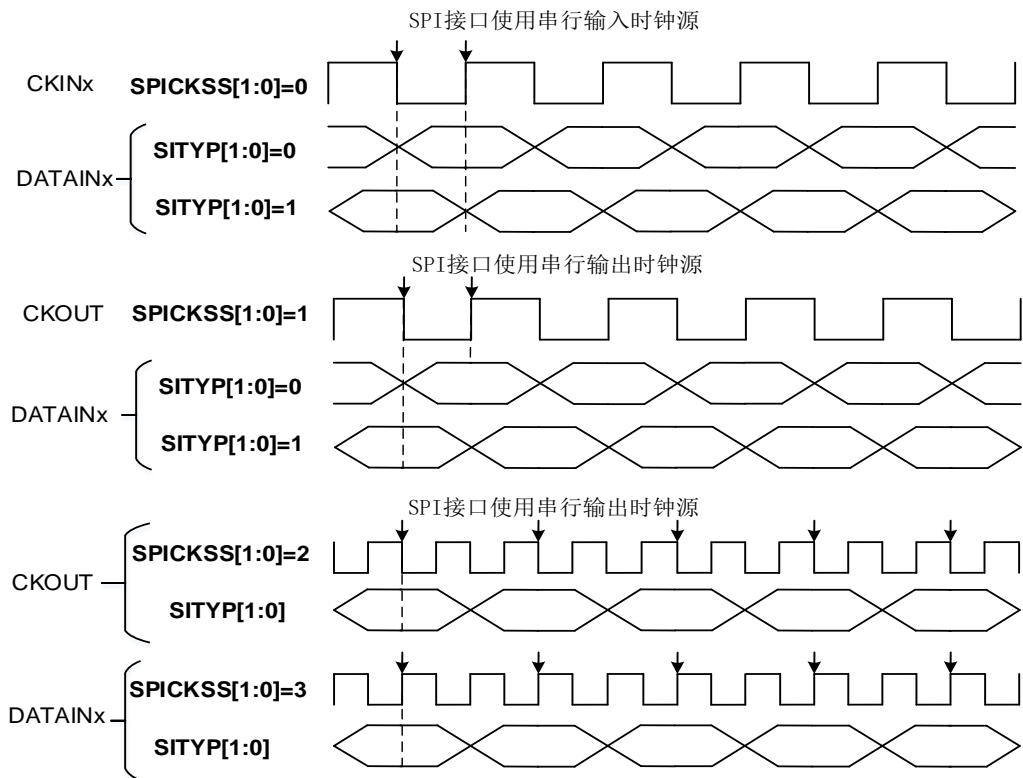 SPI接口使用串行输入时钟源
CKINx SPICKSS[1:0]=0
SITYP[1:0]=0
DATAINx
SITYP[1:0]=1
SPI接口使用串行输出时钟源
CKOUT SPICKSS[1:0]=1
SITYP[1:0]=0
DATAINx
SITYP[1:0]=1
SPI接口使用串行输出时钟源
SPICKSS[1:0]=2
CKOUT
SITYP[1:0]
SPICKSS[1:0]=3
DATAINx
SITYP[1:0]